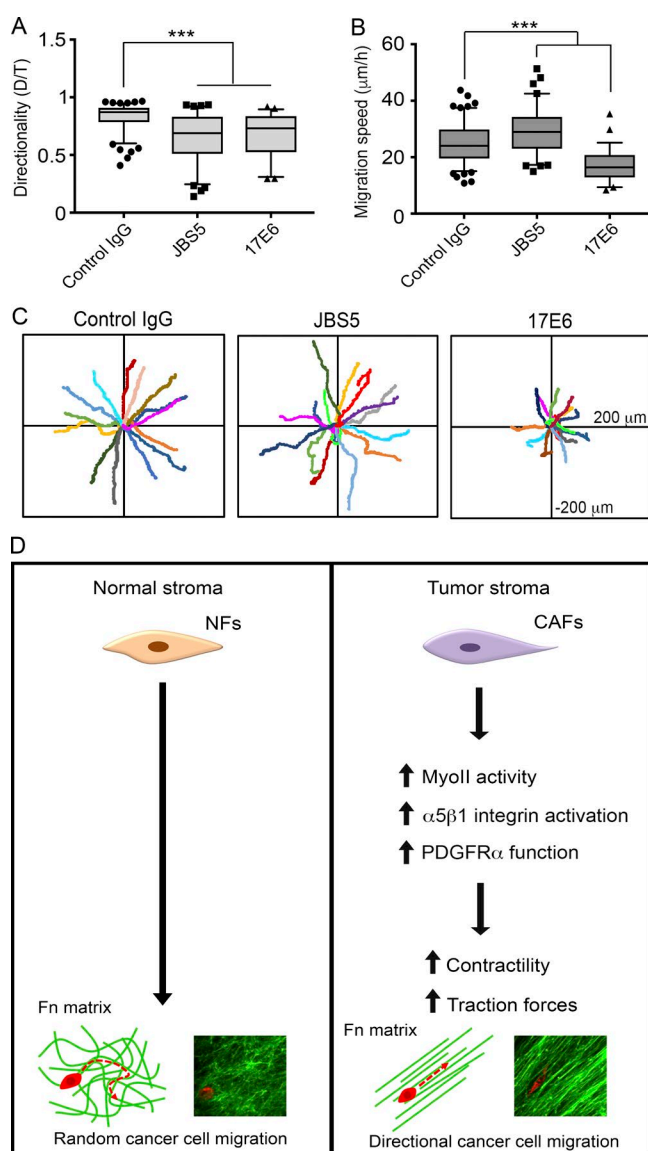 A
***
Directionality (D/T)
1.5
1
0.5
0
Control IgG
JBS5
17E6
B
***
Migration speed (μm/h)
60
40
20
0
Control IgG
JBS5
17E6
C
Control IgG
JBS5
17E6
200 μm
-200 μm
D
Normal stroma
NFs
Fn matrix
Random cancer cell migration
Tumor stroma
CAFs
MyoII activity
α5β1 integrin activation
PDGFRα function
Contractility
Traction forces
Fn matrix
Directional cancer cell migration